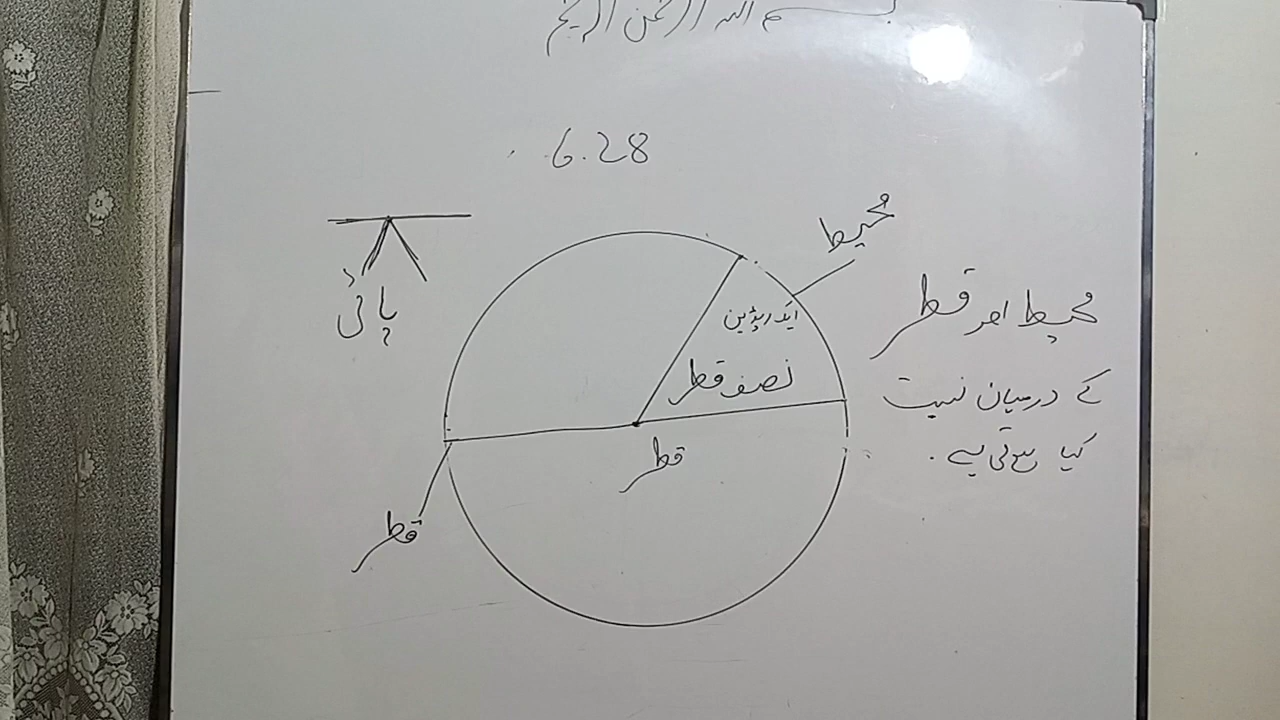 بسم اللہ الرحمن الرحیم
6.28
محیط
پائی
ایک ریڈین
نصف قطر
قطر
قطر
محیط اور قطر
کے درمیان نسبت
کیا ہوتی ہے .